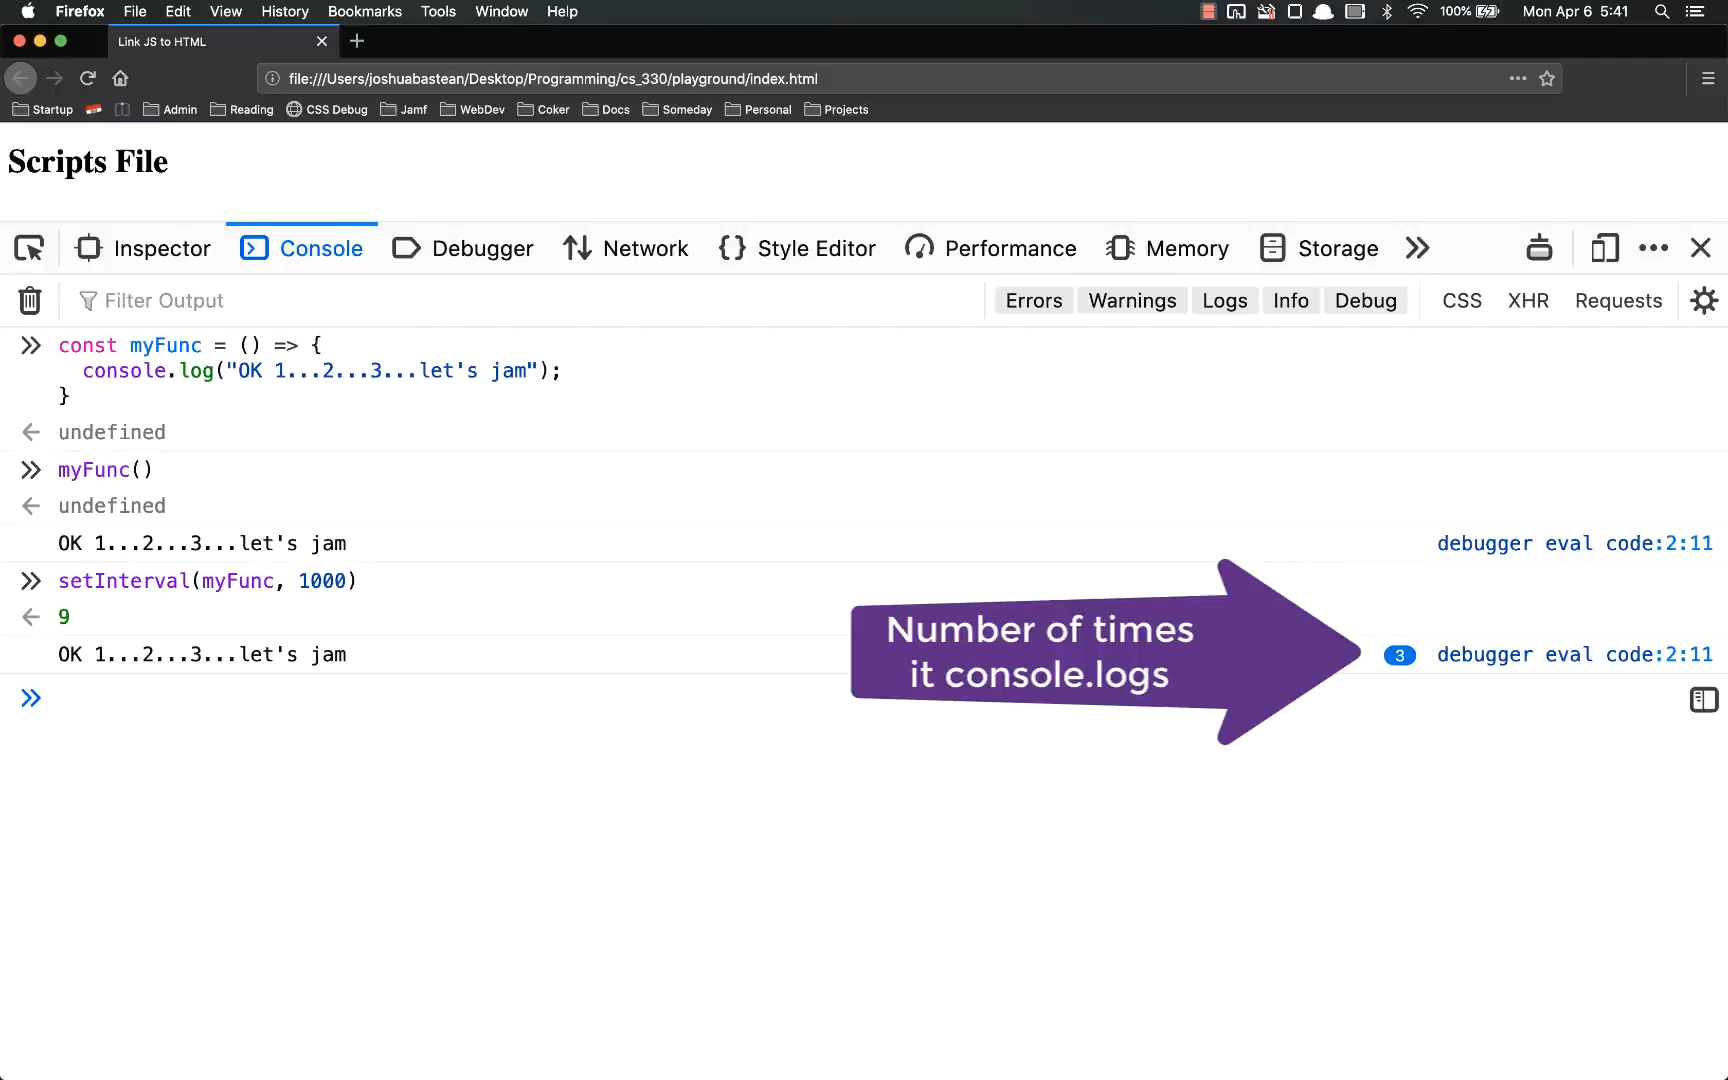 Firefox File Edit View History Bookmarks Tools Window Help 100% Mon Apr 6 5:41
Link JS to HTML
file:///Users/joshuabastean/Desktop/Programming/cs_330/playground/index.html
Startup Admin Reading CSS Debug Jamf WebDev Coker Docs Someday Personal Projects
Scripts File
Inspector Console Debugger Network Style Editor Performance Memory Storage
Filter Output Errors Warnings Logs Info Debug CSS XHR Requests
const myFunc = () => {
console.log("OK 1...2...3...let's jam");
}
undefined
myFunc()
undefined
OK 1...2...3...let's jam debugger eval code:2:11
setInterval(myFunc, 1000)
9
OK 1...2...3...let's jam 3 debugger eval code:2:11
Number of times
it console.logs